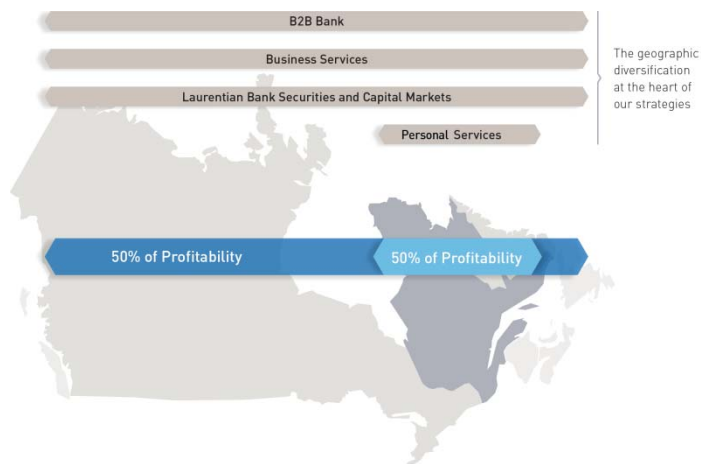 B2B Bank
Business Services
Laurentian Bank Securities and Capital Markets
Personal Services
The geographic
diversification
at the heart of
our strategies
50% of Profitability
50% of Profitability